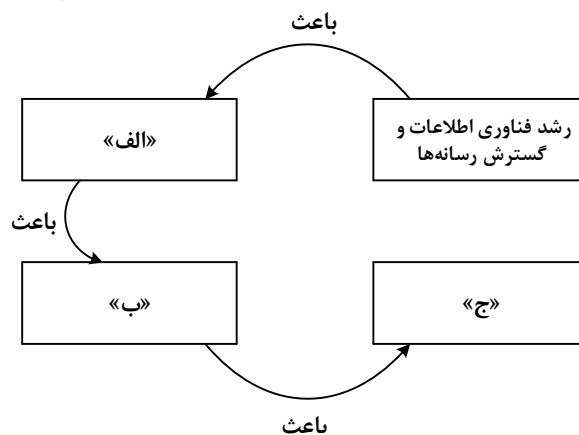 باعث
رشد فناوری اطلاعات و
گسترش رسانه‌ها
«الف»
باعث
«ب»
«ج»
باعث